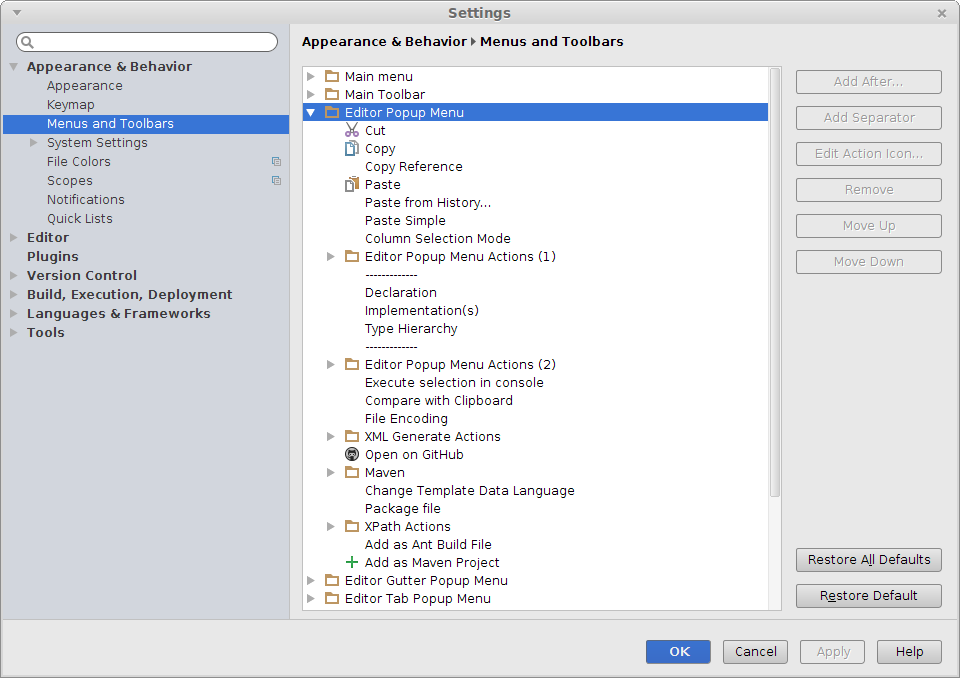 Settings
Appearance & Behavior
Appearance
Keymap
Menus and Toolbars
System Settings
File Colors
Scopes
Notifications
Quick Lists
Editor
Plugins
Version Control
Build, Execution, Deployment
Languages & Frameworks
Tools
Appearance & Behavior Menus and Toolbars
Main menu
Main Toolbar
Editor Popup Menu
Cut
Copy
Copy Reference
Paste
Paste from History...
Paste Simple
Column Selection Mode
Editor Popup Menu Actions (1)
-------------
Declaration
Implementation(s)
Type Hierarchy
-------------
Editor Popup Menu Actions (2)
Execute selection in console
Compare with Clipboard
File Encoding
XML Generate Actions
Open on GitHub
Maven
Change Template Data Language
Package file
XPath Actions
Add as Ant Build File
Add as Maven Project
Editor Gutter Popup Menu
Editor Tab Popup Menu
Add After...
Add Separator
Edit Action Icon...
Remove
Move Up
Move Down
Restore All Defaults
Restore Default
OK
Cancel
Apply
Help